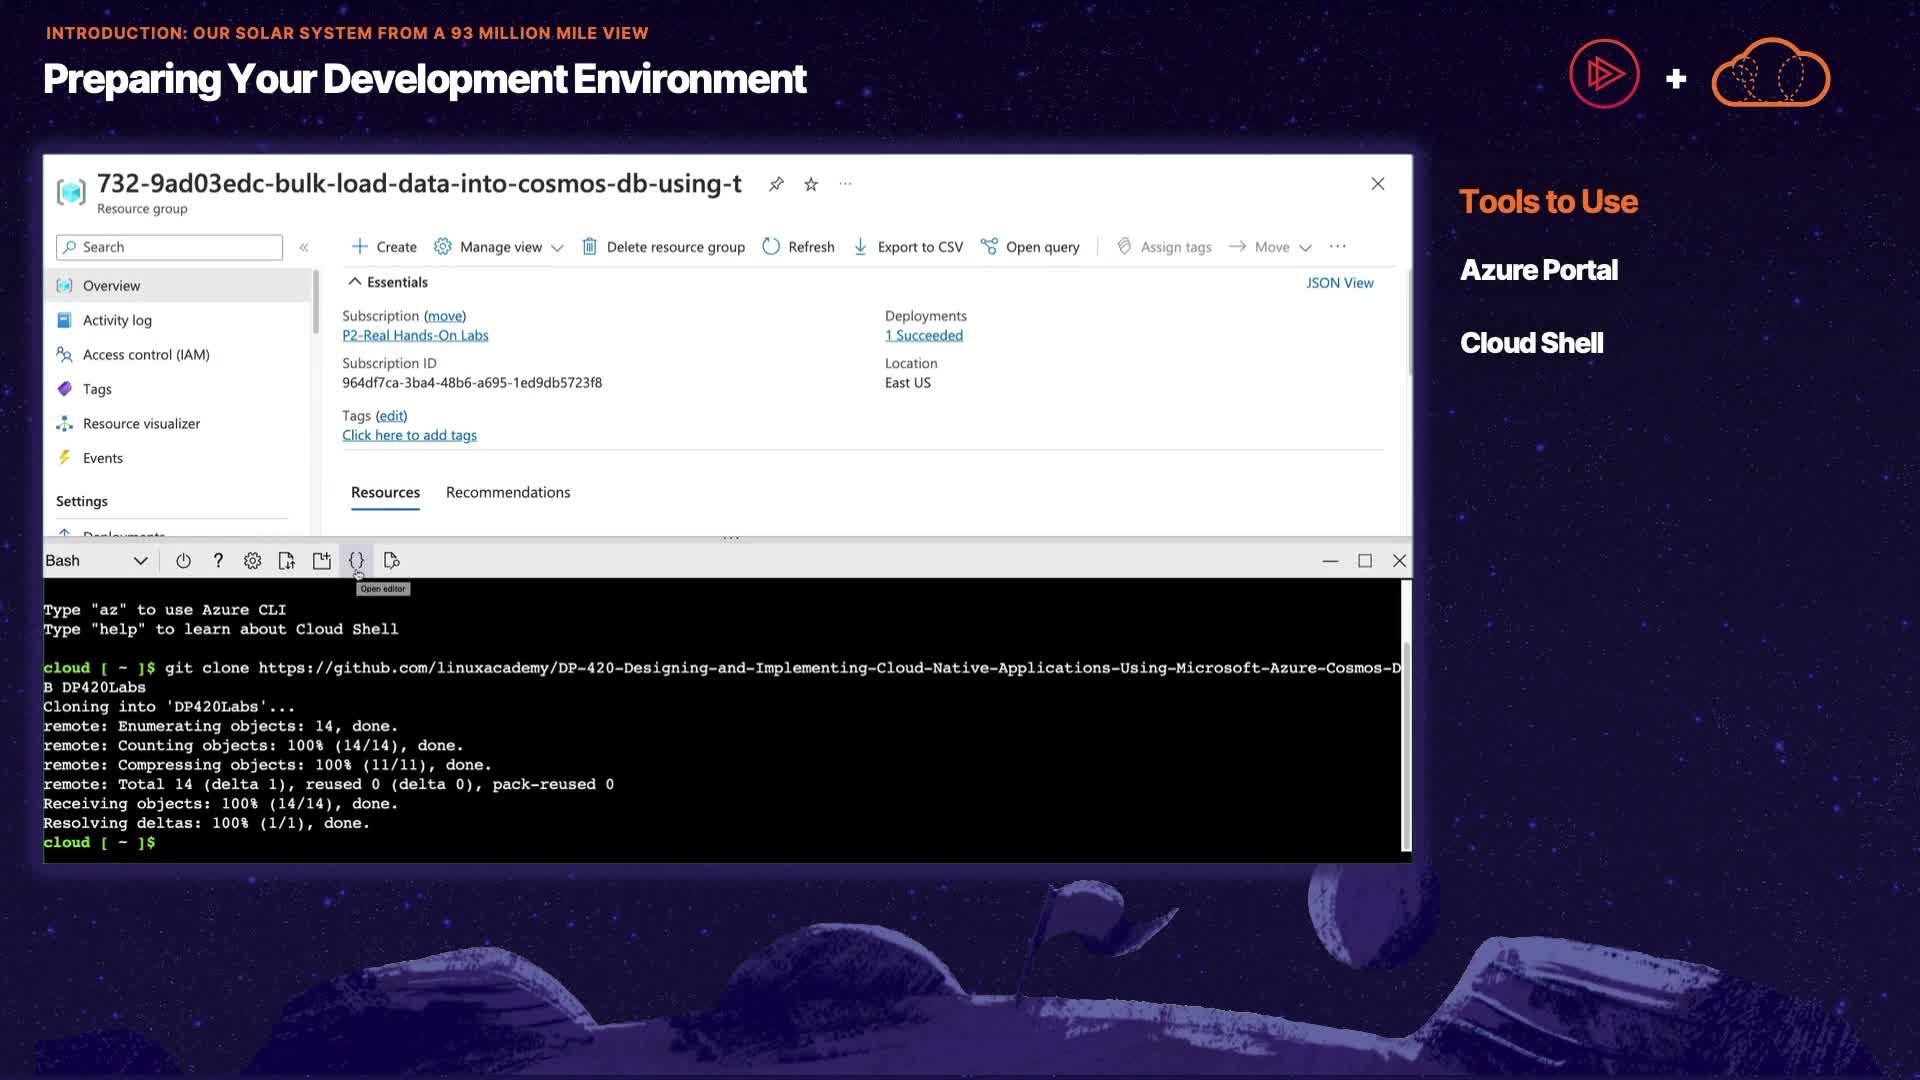 INTRODUCTION: OUR SOLAR SYSTEM FROM A 93 MILLION MILE VIEW
Preparing Your Development Environment
732-9ad03edc-bulk-load-data-into-cosmos-db-using-t
Resource group
Search
Create
Manage view
Delete resource group
Refresh
Export to CSV
Open query
Assign tags
Move
Overview
Activity log
Access control (IAM)
Tags
Resource visualizer
Events
Settings
Deployments
Essentials
JSON View
Subscription (move)
P2-Real Hands-On Labs
Subscription ID
964df7ca-3ba4-48b6-a695-1ed9db5723f8
Tags (edit)
Click here to add tags
Deployments
1 Succeeded
Location
East US
Resources
Recommendations
Bash
Open editor
Type "az" to use Azure CLI
Type "help" to learn about Cloud Shell
cloud [ ~ ]$ git clone https://github.com/linuxacademy/DP-420-Designing-and-Implementing-Cloud-Native-Applications-Using-Microsoft-Azure-Cosmos-D
B DP420Labs
Cloning into 'DP420Labs'...
remote: Enumerating objects: 14, done.
remote: Counting objects: 100% (14/14), done.
remote: Compressing objects: 100% (11/11), done.
remote: Total 14 (delta 1), reused 0 (delta 0), pack-reused 0
Receiving objects: 100% (14/14), done.
Resolving deltas: 100% (1/1), done.
cloud [ ~ ]$
Tools to Use
Azure Portal
Cloud Shell